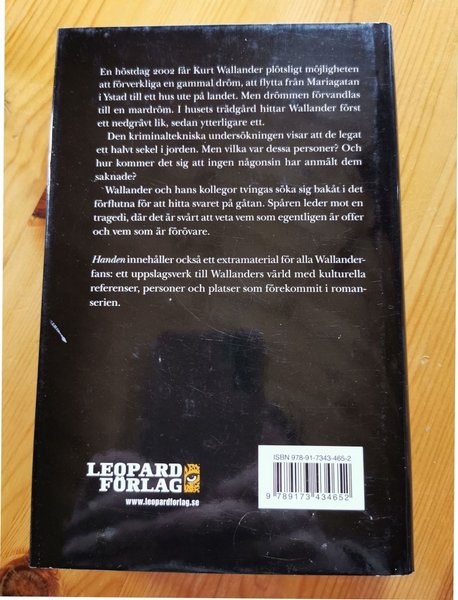 En höstdag 2002 får Kurt Wallander plötsligt möjligheten
att förverkliga en gammal dröm, att flytta från Mariagatan
i Ystad till ett hus ute på landet. Men drömmen förvandlas
till en mardröm. I husets trädgård hittar Wallander först
ett nedgrävt lik, sedan ytterligare ett.
Den kriminaltekniska undersökningen visar att de legat
ett halvt sekel i jorden. Men vilka var dessa personer? Och
hur kommer det sig att ingen någonsin har anmält dem
saknade?
Wallander och hans kollegor tvingas söka sig bakåt i det
förflutna för att hitta svaret på gåtan. Spåren leder mot en
tragedi, där det är svårt att veta vem som egentligen är offer
och vem som är förövare.
Handen innehåller också ett extramaterial för alla Wallander-
fans: ett uppslagsverk till Wallanders värld med kulturella
referenser, personer och platser som förekommit i roman-
serien.
LEOPARD
FÖRLAG
www.leopardforlag.se
ISBN 978-91-7343-465-2
9 789173 434652